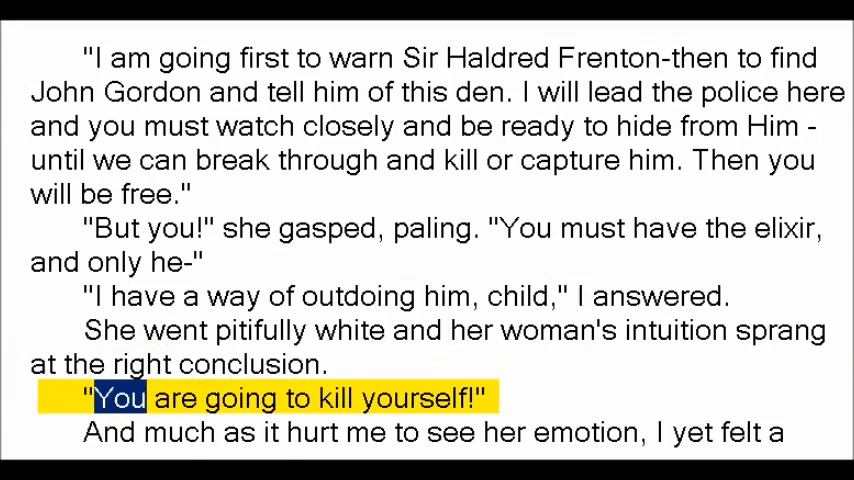 "I am going first to warn Sir Haldred Frenton-then to find
John Gordon and tell him of this den. I will lead the police here
and you must watch closely and be ready to hide from Him -
until we can break through and kill or capture him. Then you
will be free."
"But you!" she gasped, paling. "You must have the elixir,
and only he-"
"I have a way of outdoing him, child," I answered.
She went pitifully white and her woman's intuition sprang
at the right conclusion.
"You are going to kill yourself!"
And much as it hurt me to see her emotion, I yet felt a